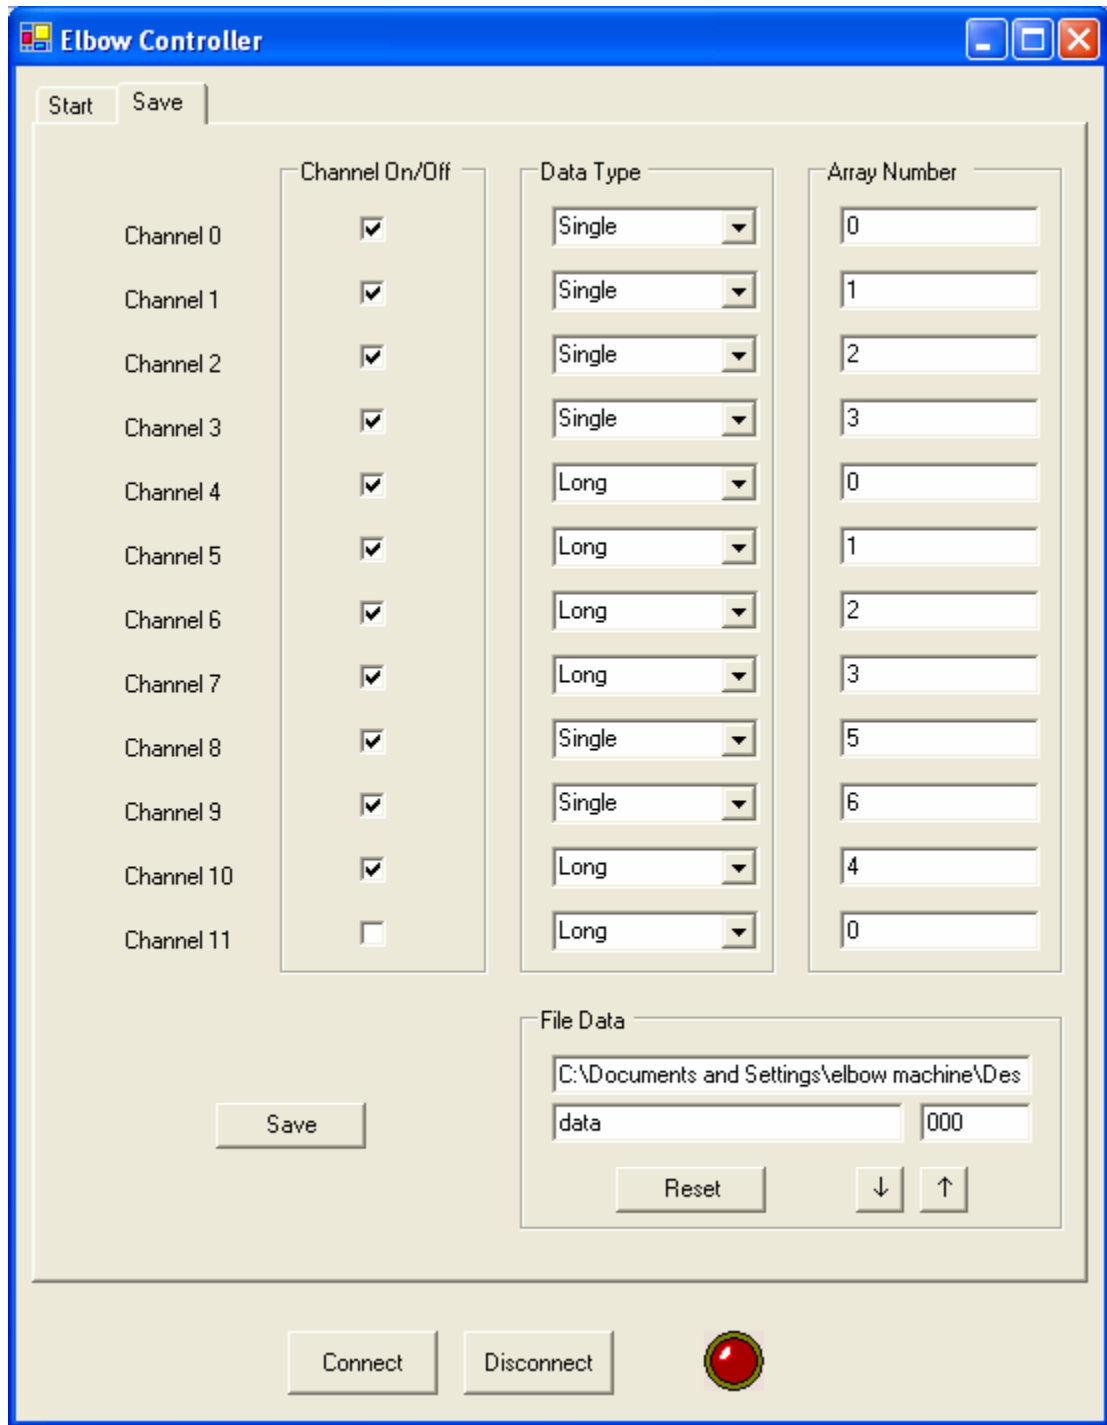 Elbow Controller
Start Save
Channel On/Off Data Type Array Number
Channel 0 Single 0
Channel 1 Single 1
Channel 2 Single 2
Channel 3 Single 3
Channel 4 Long 0
Channel 5 Long 1
Channel 6 Long 2
Channel 7 Long 3
Channel 8 Single 5
Channel 9 Single 6
Channel 10 Long 4
Channel 11 Long 0
File Data
C:\Documents and Settings\elbow machine\Des
Save
data 000
Reset ↓ ↑
Connect Disconnect